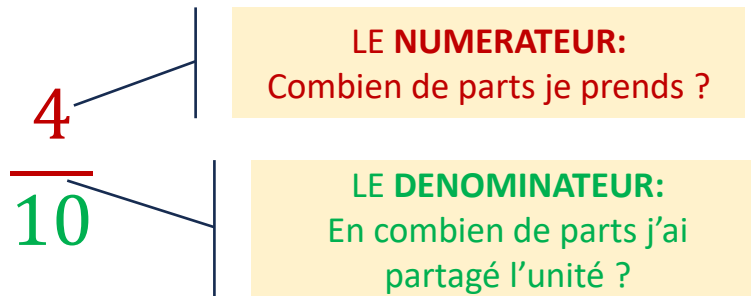 LE NUMERATEUR:
Combien de parts je prends ?
4
10
LE DENOMINATEUR:
En combien de parts j’ai
partagé l’unité ?